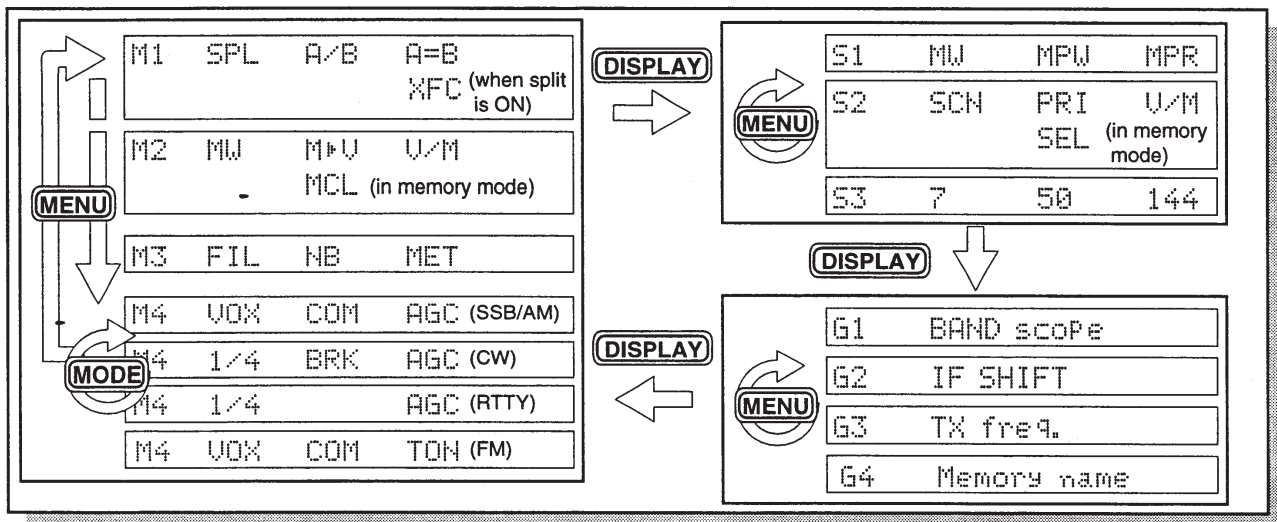 M1 SPL A/B A=B
XFC (when split
is ON)
M2 MW M▸V V/M
MCL (in memory mode)
MENU
M3 FIL NB MET
M4 VOX COM AGC (SSB/AM)
M4 1/4 BRK AGC (CW)
MODE
M4 1/4 AGC (RTTY)
M4 VOX COM TON (FM)
DISPLAY
S1 MW MPW MPR
S2 SCN PRI V/M
SEL (in memory
mode)
MENU
S3 7 50 144
DISPLAY
G1 BAND scope
G2 IF SHIFT
MENU
G3 TX freq.
G4 Memory name
DISPLAY